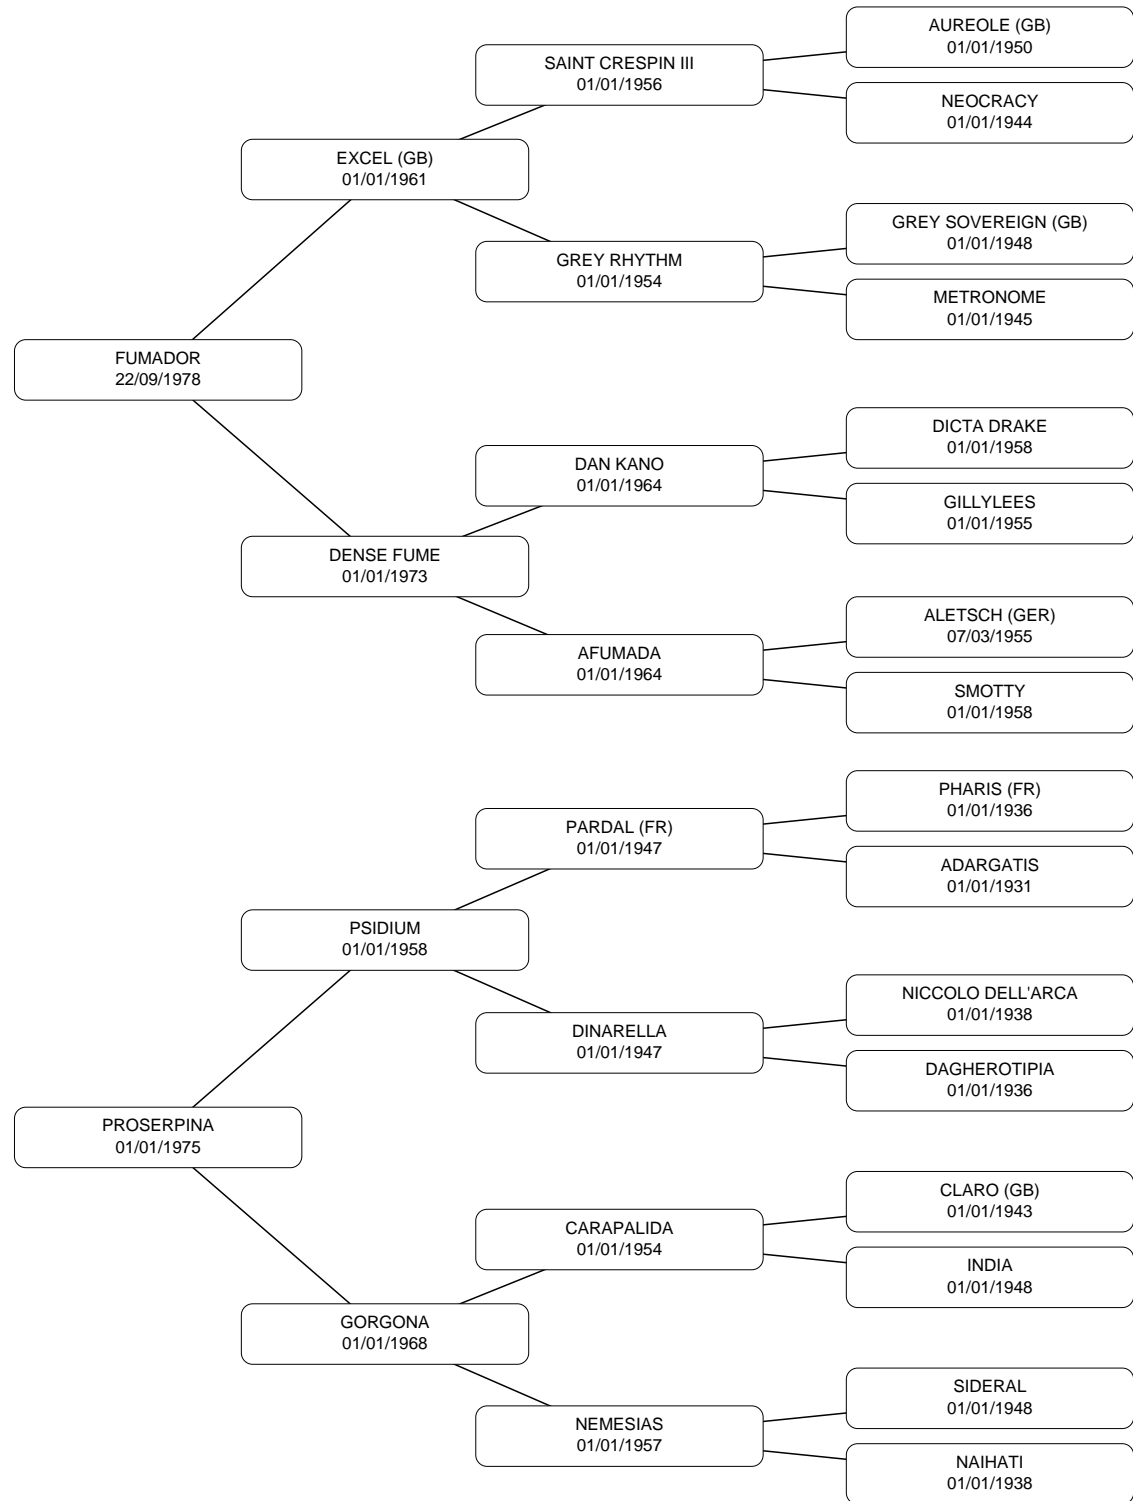 AUREOLE (GB)
01/01/1950
SAINT CRESPIN III
01/01/1956
NEOCRACY
01/01/1944
EXCEL (GB)
01/01/1961
GREY SOVEREIGN (GB)
01/01/1948
GREY RHYTHM
01/01/1954
METRONOME
01/01/1945
FUMADOR
22/09/1978
DICTA DRAKE
01/01/1958
DAN KANO
01/01/1964
GILLYLEES
01/01/1955
DENSE FUME
01/01/1973
ALETSCH (GER)
07/03/1955
AFUMADA
01/01/1964
SMOTTY
01/01/1958
PHARIS (FR)
01/01/1936
PARDAL (FR)
01/01/1947
ADARGATIS
01/01/1931
PSIDIUM
01/01/1958
NICCOLO DELL'ARCA
01/01/1938
DINARELLA
01/01/1947
DAGHEROTIPIA
01/01/1936
PROSERPINA
01/01/1975
CLARO (GB)
01/01/1943
CARAPALIDA
01/01/1954
INDIA
01/01/1948
GORGONA
01/01/1968
SIDERAL
01/01/1948
NEMESIAS
01/01/1957
NAIHATI
01/01/1938